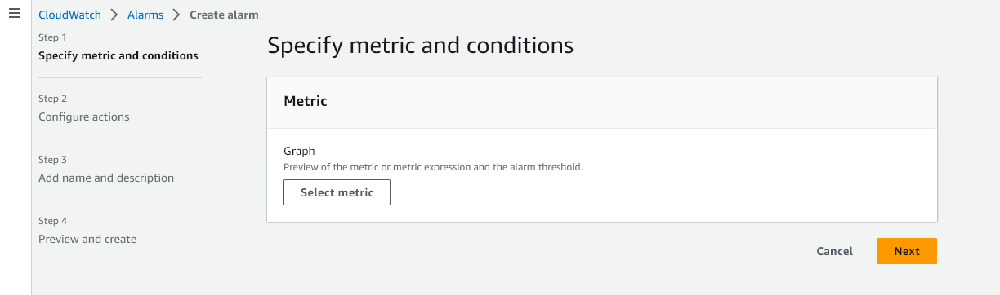 CloudWatch > Alarms > Create alarm
Step 1
Specify metric and conditions
Step 2
Configure actions
Step 3
Add name and description
Step 4
Preview and create
Specify metric and conditions
Metric
Graph
Preview of the metric or metric expression and the alarm threshold.
Select metric
Cancel
Next